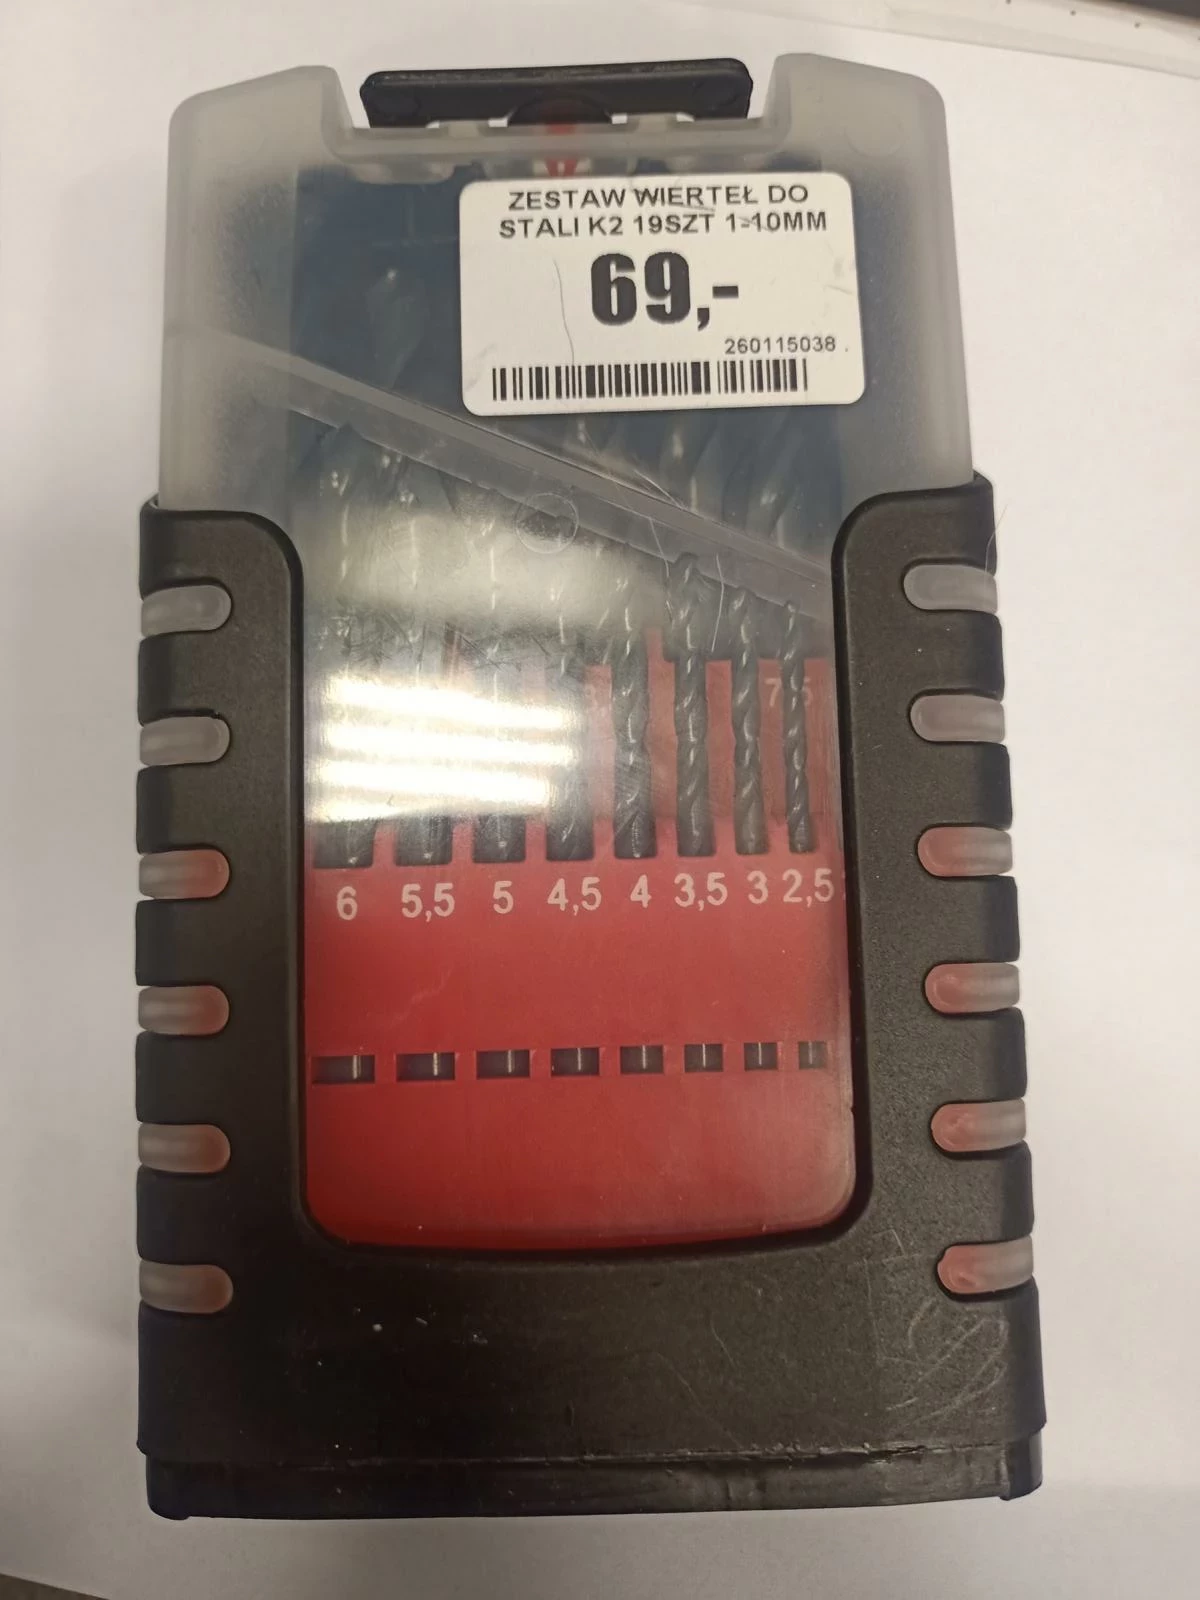 ZESTAW WIERTEŁ DO
STALI K2 19SZT 1-10MM
69,-
260115038
6 5,5 5 4,5 4 3,5 3 2,5